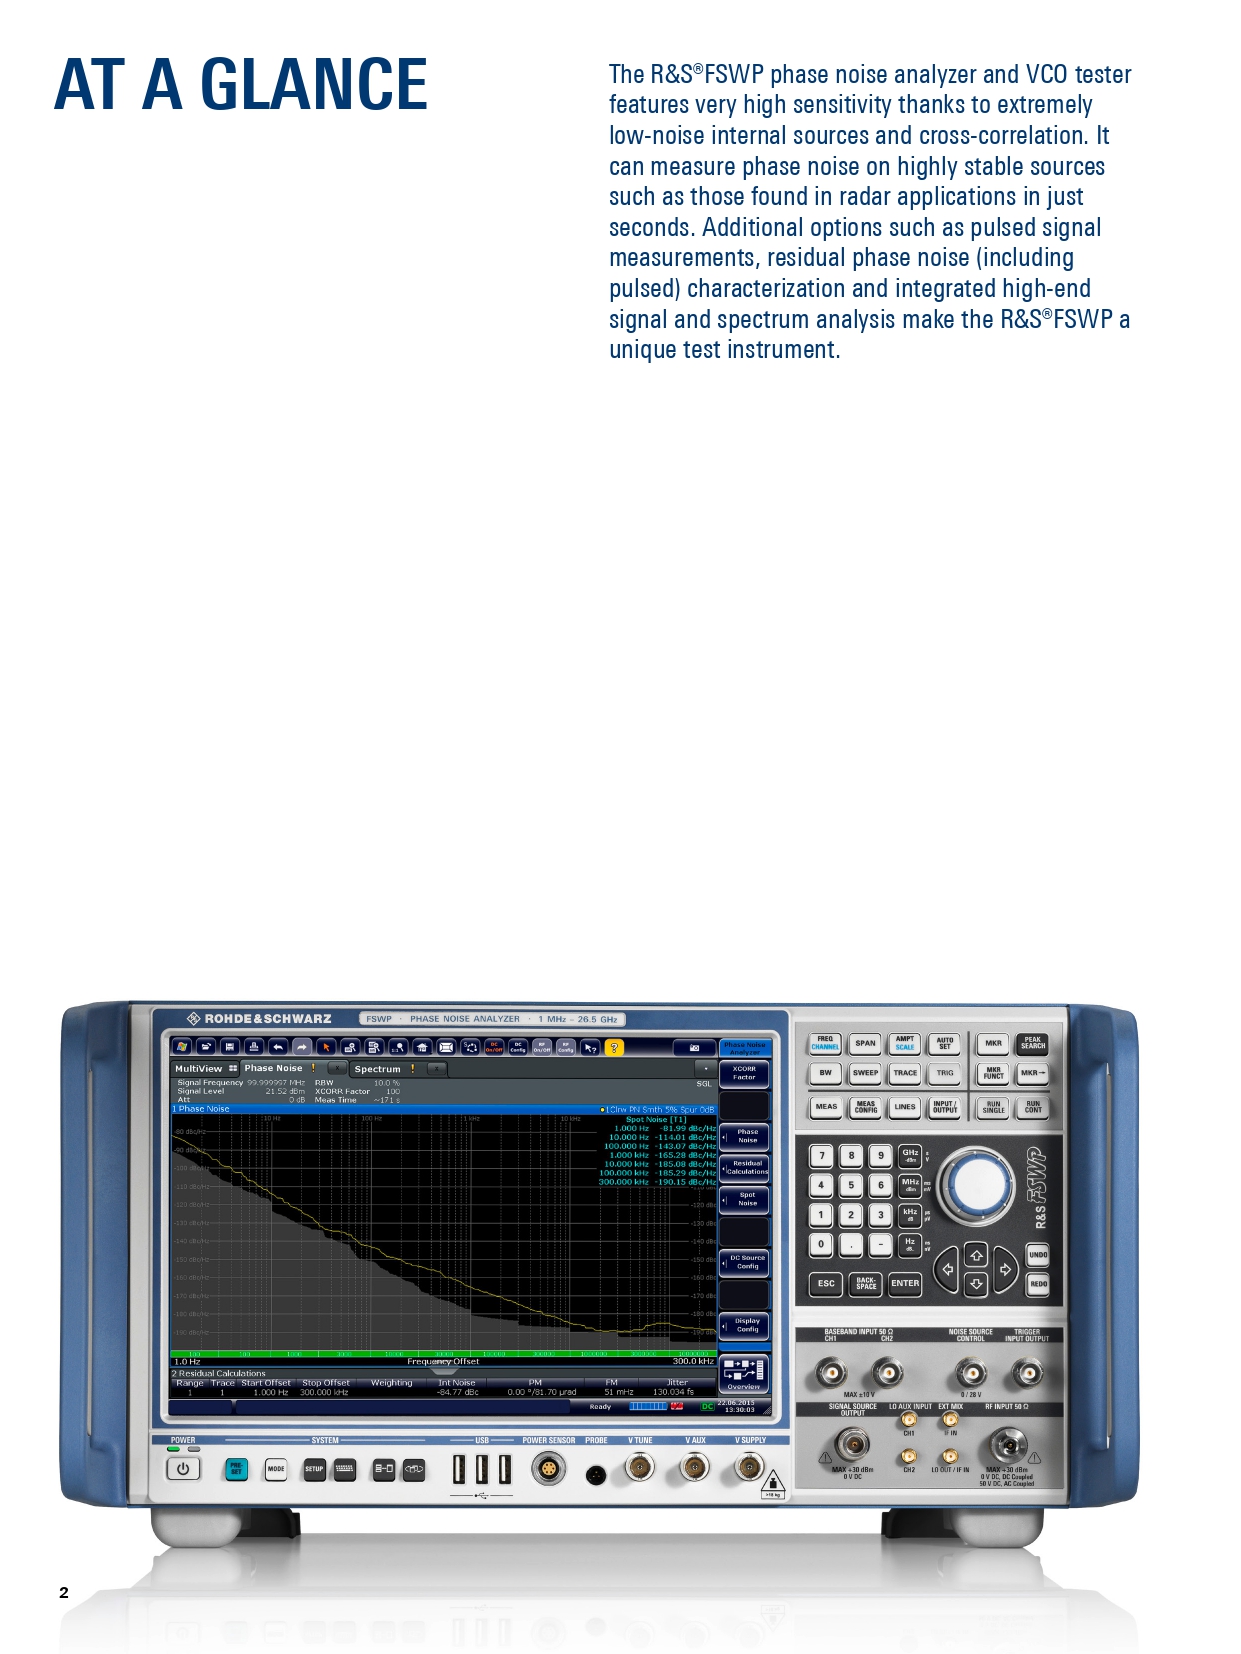 AT A GLANCE
The R&S®FSWP phase noise analyzer and VCO tester
features very high sensitivity thanks to extremely
low-noise internal sources and cross-correlation. It
can measure phase noise on highly stable sources
such as those found in radar applications in just
seconds. Additional options such as pulsed signal
measurements, residual phase noise (including
pulsed) characterization and integrated high-end
signal and spectrum analysis make the R&S®FSWP a
unique test instrument.
ROHDE&SCHWARZ
FSWP · PHASE NOISE ANALYZER · 1 MHz – 26.5 GHz
MultiView Phase Noise ! Spectrum !
Signal Frequency 99.999997 MHz RBW 10.0 %
Signal Level 21.52 dBm XCORR Factor 100
Att 0 dB Meas Time ~171 s
SGL
1 Phase Noise
1Clrw PN Smth 5% Spur 0dB
Spot Noise [T1]
1.000 Hz -81.99 dBc/Hz
10.000 Hz -114.01 dBc/Hz
100.000 Hz -143.07 dBc/Hz
1.000 kHz -165.28 dBc/Hz
10.000 kHz -185.08 dBc/Hz
100.000 kHz -185.29 dBc/Hz
300.000 kHz -190.15 dBc/Hz
1.0 Hz Frequency Offset 300.0 kHz
2 Residual Calculations
Range Trace Start Offset Stop Offset Weighting Int Noise PM FM Jitter
1 1 1.000 Hz 300.000 kHz -84.77 dBc 0.00 °/81.70 µrad 51 mHz 130.034 fs
Ready
DC
22.06.2015
13:30:03
Phase Noise
Analyzer
XCORR
Factor
Phase
Noise
Residual
Calculations
Spot
Noise
DC Source
Config
Display
Config
Overview
POWER SYSTEM USB POWER SENSOR PROBE V TUNE V AUX V SUPPLY
PRE-
SET
MODE SETUP
FREQ
CHANNEL
SPAN
AMPT
SCALE
AUTO
SET
MKR
PEAK
SEARCH
BW SWEEP TRACE TRIG
MKR
FUNCT
MKR→
MEAS
MEAS
CONFIG
LINES
INPUT/
OUTPUT
RUN
SINGLE
RUN
CONT
7 8 9 GHz
-dBm
4 5 6 MHz
dBm
1 2 3 kHz
dB
0 . - Hz
dB..
R&S FSWP
UNDO
REDO
ESC
BACK-
SPACE
ENTER
BASEBAND INPUT 50 Ω
CH1 CH2
NOISE SOURCE
CONTROL
TRIGGER
INPUT OUTPUT
MAX ±10 V
0 / 28 V
SIGNAL SOURCE
OUTPUT
LO AUX INPUT EXT MIX RF INPUT 50 Ω
CH1 IF IN
CH2 LO OUT / IF IN
MAX +30 dBm
0 V DC
MAX +30 dBm
0 V DC, DC Coupled
50 V DC, AC Coupled
2